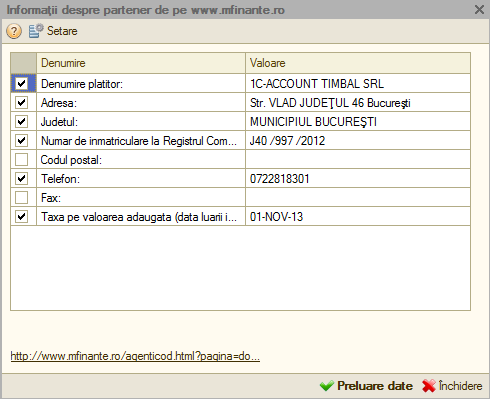 Informații despre partener de pe www.mfinante.ro
Setare
Denumire Valoare
Denumire platitor: 1C-ACCOUNT TIMBAL SRL
Adresa: Str. VLAD JUDEŢUL 46 Bucureşti
Judetul: MUNICIPIUL BUCUREŞTI
Numar de inmatriculare la Registrul Com... J40 /997 /2012
Codul postal:
Telefon: 0722818301
Fax:
Taxa pe valoarea adaugata (data luarii i... 01-NOV-13
http://www.mfinante.ro/agenticod.html?pagina=do...
Preluare date Închidere